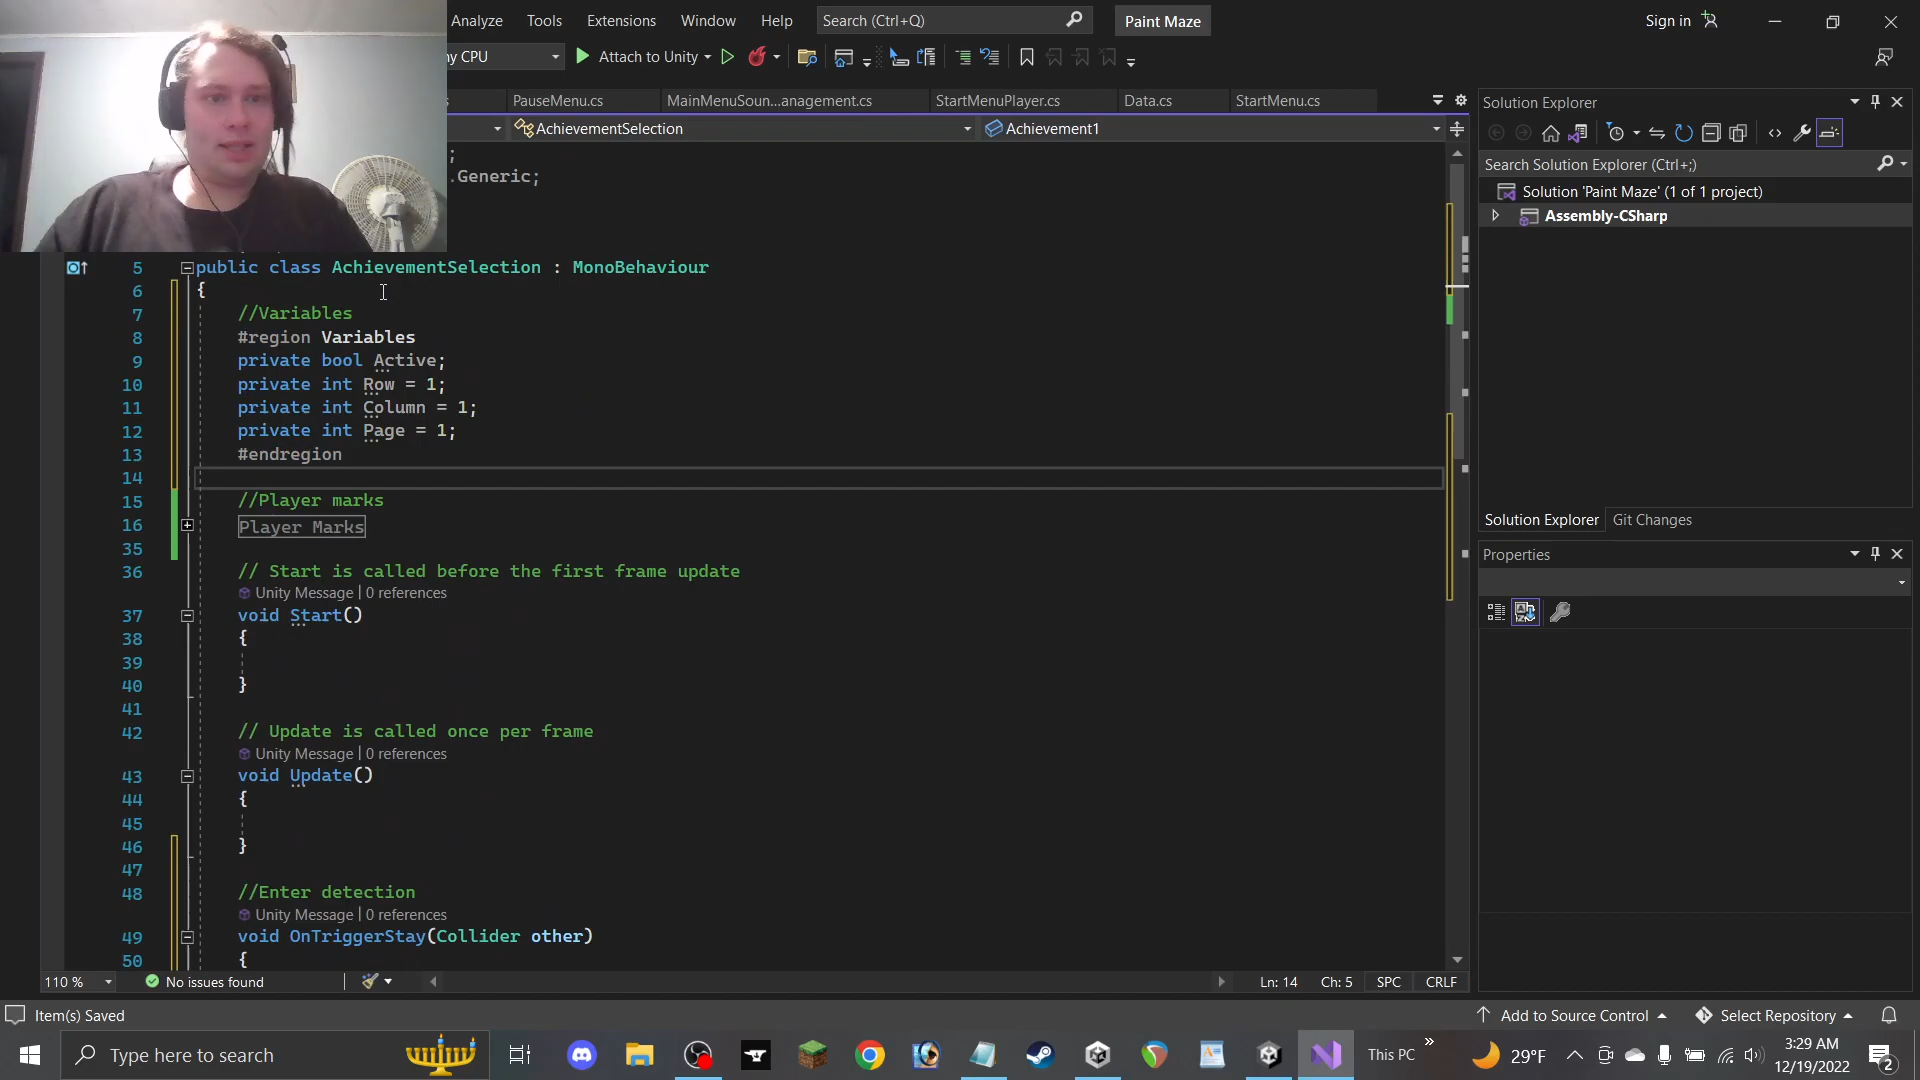 Analyze Tools Extensions Window Help Search (Ctrl+Q) Paint Maze Sign in
ny CPU Attach to Unity
s PauseMenu.cs MainMenuSoun...anagement.cs StartMenuPlayer.cs Data.cs StartMenu.cs
AchievementSelection Achievement1
;
.Generic;
5 public class AchievementSelection : MonoBehaviour
6 {
7 //Variables
8 #region Variables
9 private bool Active;
10 private int Row = 1;
11 private int Column = 1;
12 private int Page = 1;
13 #endregion
14
15 //Player marks
16 Player Marks
35
36 // Start is called before the first frame update
Unity Message | 0 references
37 void Start()
38 {
39
40 }
41
42 // Update is called once per frame
Unity Message | 0 references
43 void Update()
44 {
45
46 }
47
48 //Enter detection
Unity Message | 0 references
49 void OnTriggerStay(Collider other)
50 {
110 % No issues found Ln: 14 Ch: 5 SPC CRLF
Solution Explorer
Search Solution Explorer (Ctrl+;)
Solution 'Paint Maze' (1 of 1 project)
Assembly-CSharp
Solution Explorer Git Changes
Properties
Item(s) Saved Add to Source Control Select Repository
Type here to search This PC » 29°F 3:29 AM
12/19/2022 2